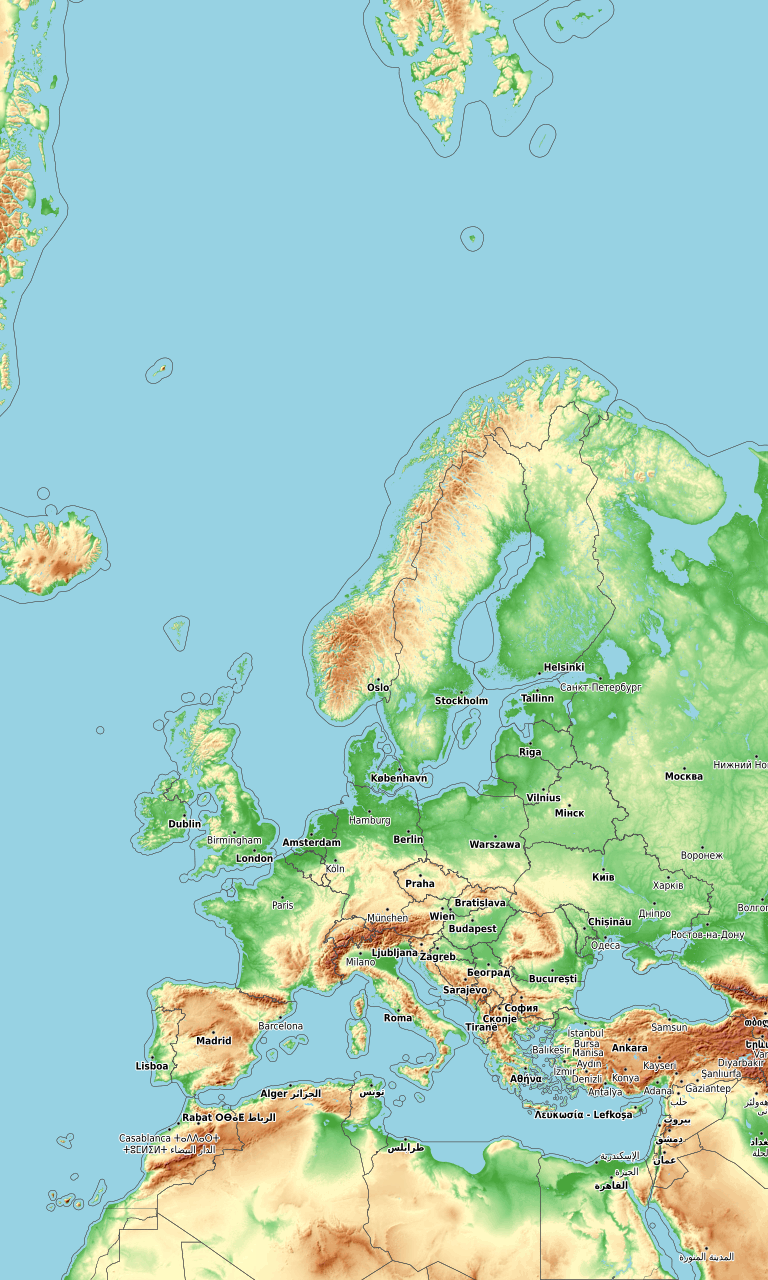 Helsinki
Oslo
Санкт-Петербург
Stockholm
Tallinn
Rīga
Нижний Но
Москва
København
Vilnius
Мінск
Hamburg
Dublin
Birmingham
Amsterdam
Berlin
Warszawa
London
Воронеж
Köln
Київ
Харків
Praha
Paris
Bratislava
Волгог
München
Wien
Дніпро
Chișinău
Budapest
Ростов-на-Дону
Одеса
Ljubljana
Zagreb
Milano
Београд
București
Sarajevo
София
Roma
Скопје
Barcelona
Tiranë
İstanbul
Samsun
Madrid
Bursa
Ankara
Balıkesir
Manisa
Lisboa
Aydın
Kayseri
Diyarbakır
İzmir
Denizli
Konya
Şanlıurfa
Αθήνα
Antalya
Adana
Gaziantep
Alger الجزائر
تونس
حلب
Λευκωσία - Lefkoşa
Rabat ⵔⴱⴰⵟ الرباط
بيروت
Casablanca ⵜⴰⴷⴷⴰⵔⵜ
دمشق
طرابلس
الدار البيضاء
عمان
الإسكندرية
الجيزة
القاهرة
المدينة المنورة